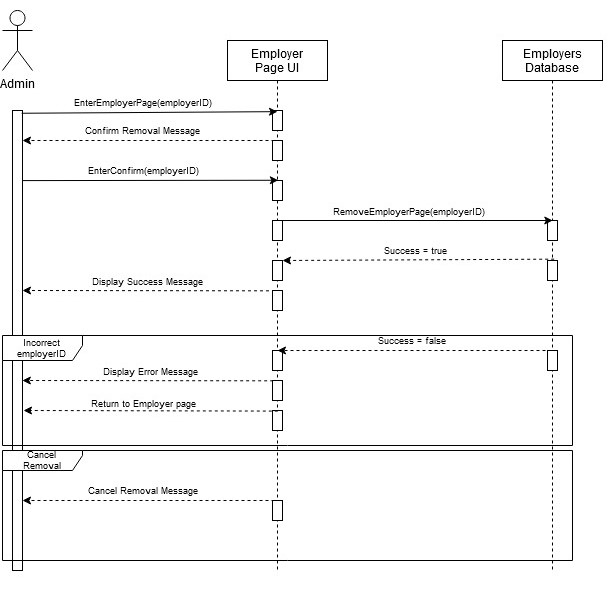 Admin
Employer
Page UI
Employers
Database
EnterEmployerPage(employerID)
Confirm Removal Message
EnterConfirm(employerID)
RemoveEmployerPage(employerID)
Success = true
Display Success Message
Incorrect
employerID
Success = false
Display Error Message
Return to Employer page
Cancel
Removal
Cancel Removal Message